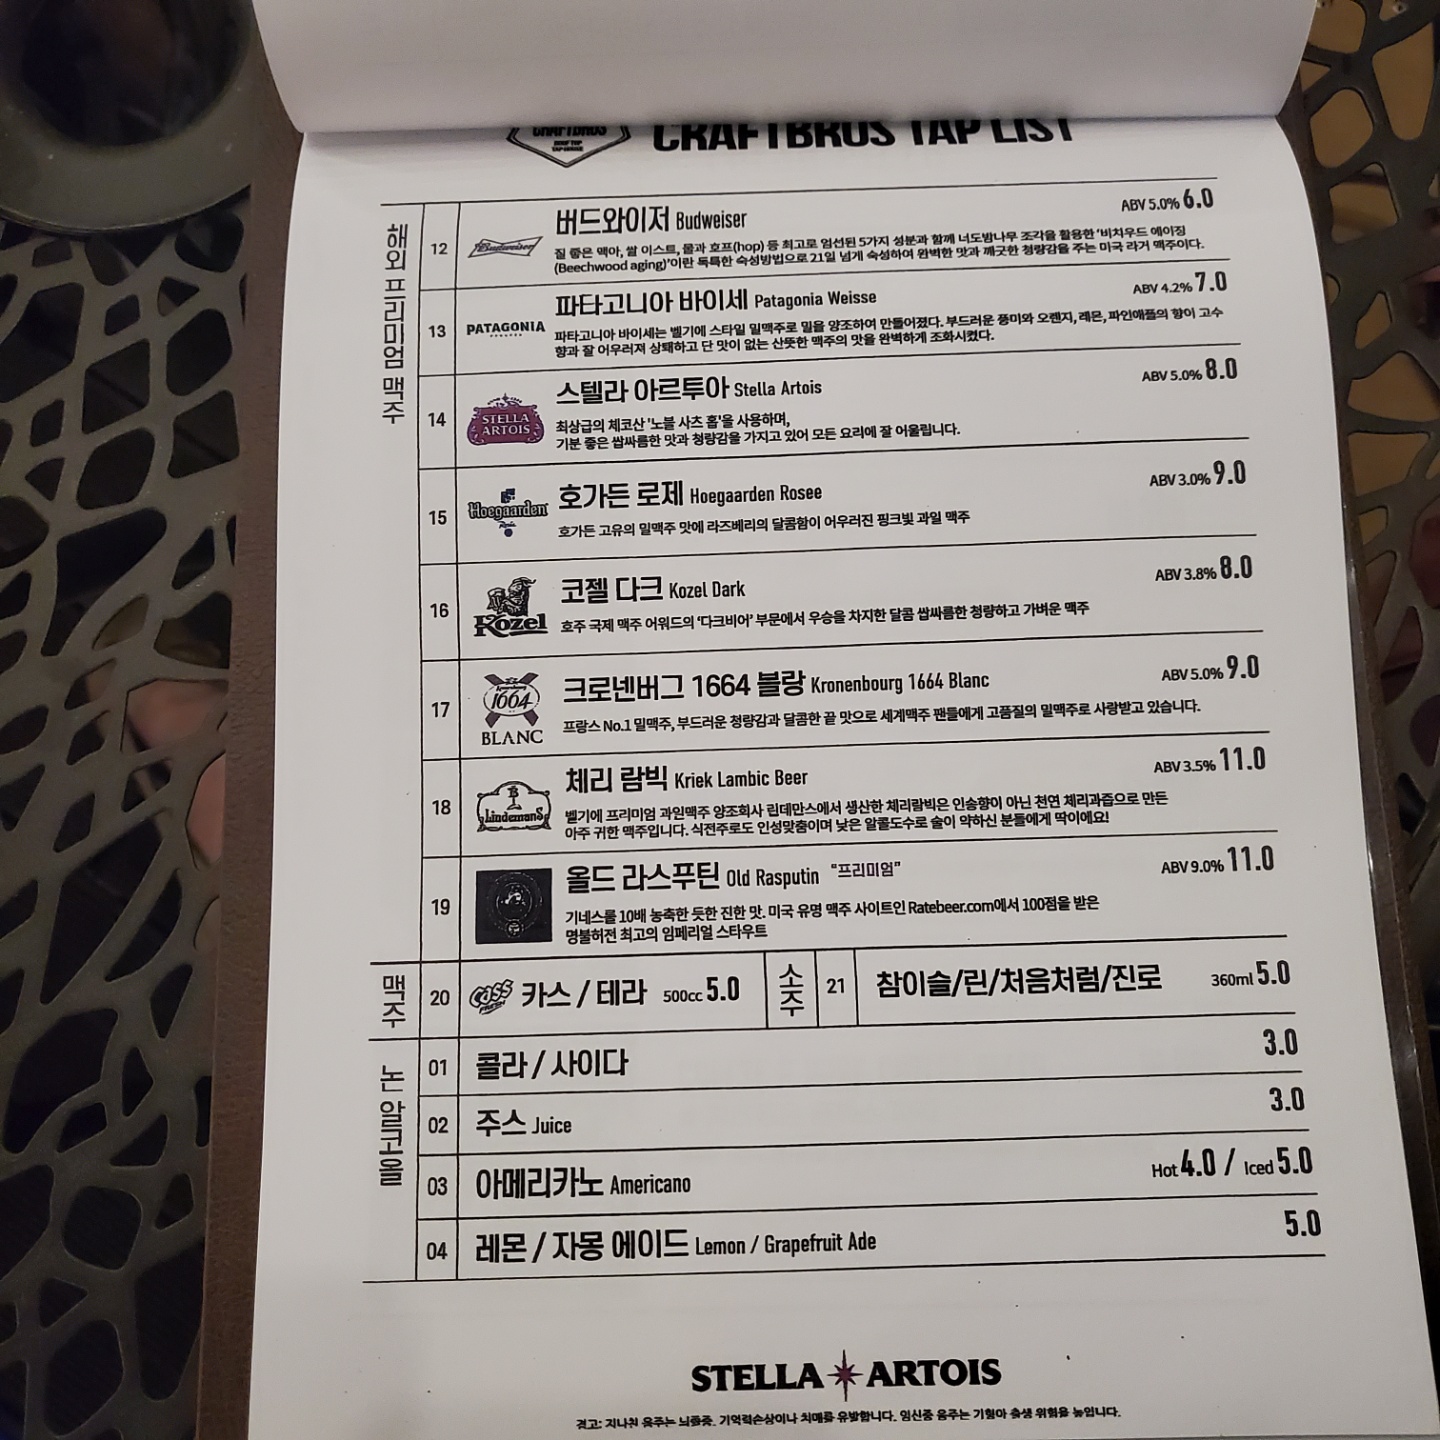 CRAFTBROS
ROOFTOP
TAP HOUSE
CRAFTBROS TAP LIST
해외 프리미엄 맥주
12 Budweiser 버드와이저 Budweiser ABV 5.0% 6.0
질 좋은 맥아, 쌀 이스트, 물과 호프(hop) 등 최고로 엄선된 5가지 성분과 함께 너도밤나무 조각을 활용한 '비치우드 에이징
(Beechwood aging)'이란 독특한 숙성방법으로 21일 넘게 숙성하여 완벽한 맛과 깨끗한 청량감을 주는 미국 라거 맥주이다.
13 PATAGONIA 파타고니아 바이세 Patagonia Weisse ABV 4.2% 7.0
파타고니아 바이세는 벨기에 스타일 밀맥주로 밀을 양조하여 만들어졌다. 부드러운 풍미와 오렌지, 레몬, 파인애플의 향이 고수
향과 잘 어우러져 상쾌하고 단 맛이 없는 산뜻한 맥주의 맛을 완벽하게 조화시켰다.
14 STELLA ARTOIS 스텔라 아르투아 Stella Artois ABV 5.0% 8.0
최상급의 체코산 '노블 사츠 홉'을 사용하며,
기분 좋은 쌉싸름한 맛과 청량감을 가지고 있어 모든 요리에 잘 어울립니다.
15 Hoegaarden Rosée 호가든 로제 Hoegaarden Rosee ABV 3.0% 9.0
호가든 고유의 밀맥주 맛에 라즈베리의 달콤함이 어우러진 핑크빛 과일 맥주
16 Kozel 코젤 다크 Kozel Dark ABV 3.8% 8.0
호주 국제 맥주 어워드의 '다크비어' 부문에서 우승을 차지한 달콤 쌉싸름한 청량하고 가벼운 맥주
17 Kronenbourg 1664 BLANC 크로넨버그 1664 블랑 Kronenbourg 1664 Blanc ABV 5.0% 9.0
프랑스 No.1 밀맥주, 부드러운 청량감과 달콤한 끝 맛으로 세계맥주 팬들에게 고품질의 밀맥주로 사랑받고 있습니다.
18 Lindemans 체리 람빅 Kriek Lambic Beer ABV 3.5% 11.0
벨기에 프리미엄 과일맥주 양조회사 린데만스에서 생산한 체리람빅은 인송향이 아닌 천연 체리과즙으로 만든
아주 귀한 맥주입니다. 식전주로도 안성맞춤이며 낮은 알콜도수로 술이 약하신 분들에게 딱이에요!
19 올드 라스푸틴 Old Rasputin "프리미엄" ABV 9.0% 11.0
기네스를 10배 농축한 듯한 진한 맛. 미국 유명 맥주 사이트인 Ratebeer.com에서 100점을 받은
명불허전 최고의 임페리얼 스타우트
맥주 20 Cass FRESH 카스 / 테라 500cc 5.0 소주 21 참이슬/린/처음처럼/진로 360ml 5.0
논 알코올
01 콜라 / 사이다 3.0
02 주스 Juice 3.0
03 아메리카노 Americano Hot 4.0 / Iced 5.0
04 레몬 / 자몽 에이드 Lemon / Grapefruit Ade 5.0
STELLA ARTOIS
경고: 지나친 음주는 뇌졸중, 기억력손상이나 치매를 유발합니다. 임신중 음주는 기형아 출생 위험을 높입니다.